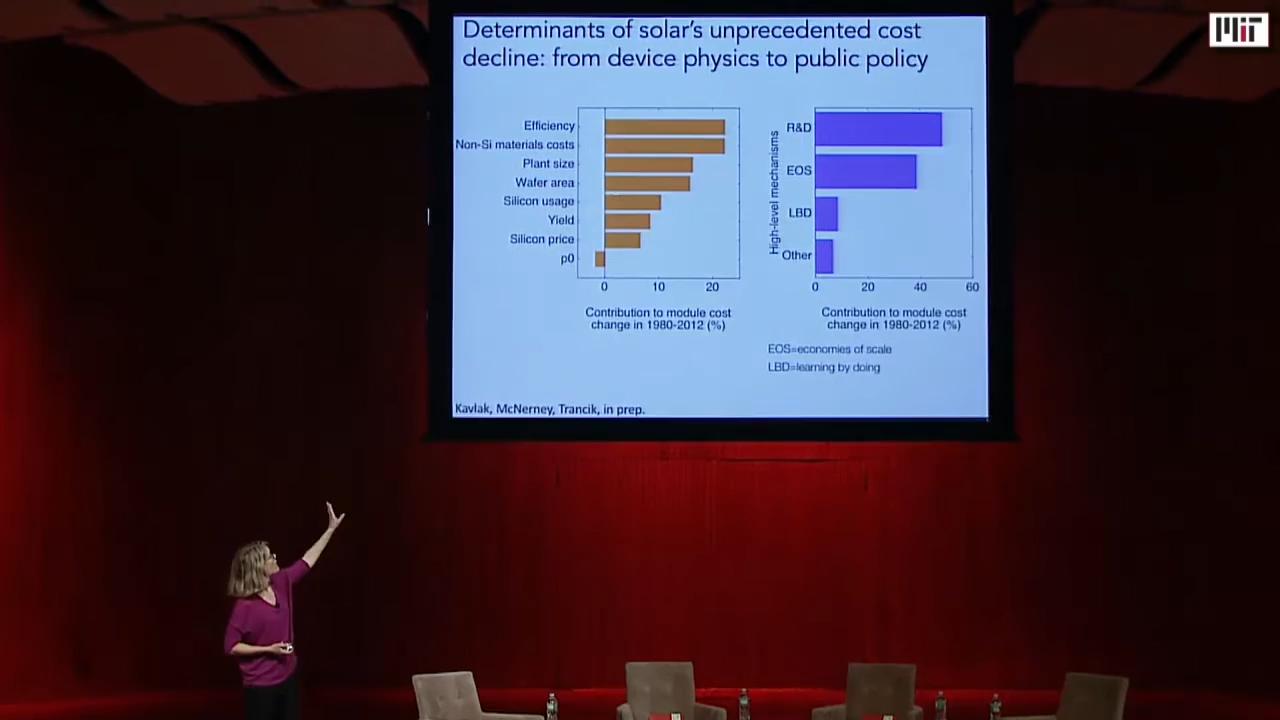 MIT
Determinants of solar's unprecedented cost
decline: from device physics to public policy
Efficiency
Non-Si materials costs
Plant size
Wafer area
Silicon usage
Yield
Silicon price
p0
0 10 20
Contribution to module cost
change in 1980-2012 (%)
High-level mechanisms
R&D
EOS
LBD
Other
0 20 40 60
Contribution to module cost
change in 1980-2012 (%)
EOS=economies of scale
LBD=learning by doing
Kavlak, McNerney, Trancik, in prep.